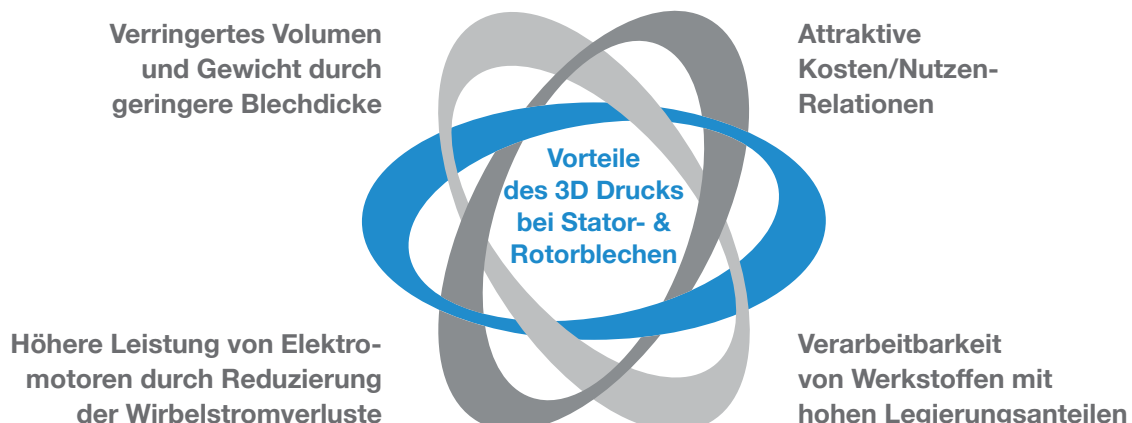 Verringertes Volumen
und Gewicht durch
geringere Blechdicke
Attraktive
Kosten/Nutzen-
Relationen
Vorteile
des 3D Drucks
bei Stator- &
Rotorblechen
Höhere Leistung von Elektro-
motoren durch Reduzierung
der Wirbelstromverluste
Verarbeitbarkeit
von Werkstoffen mit
hohen Legierungsanteilen